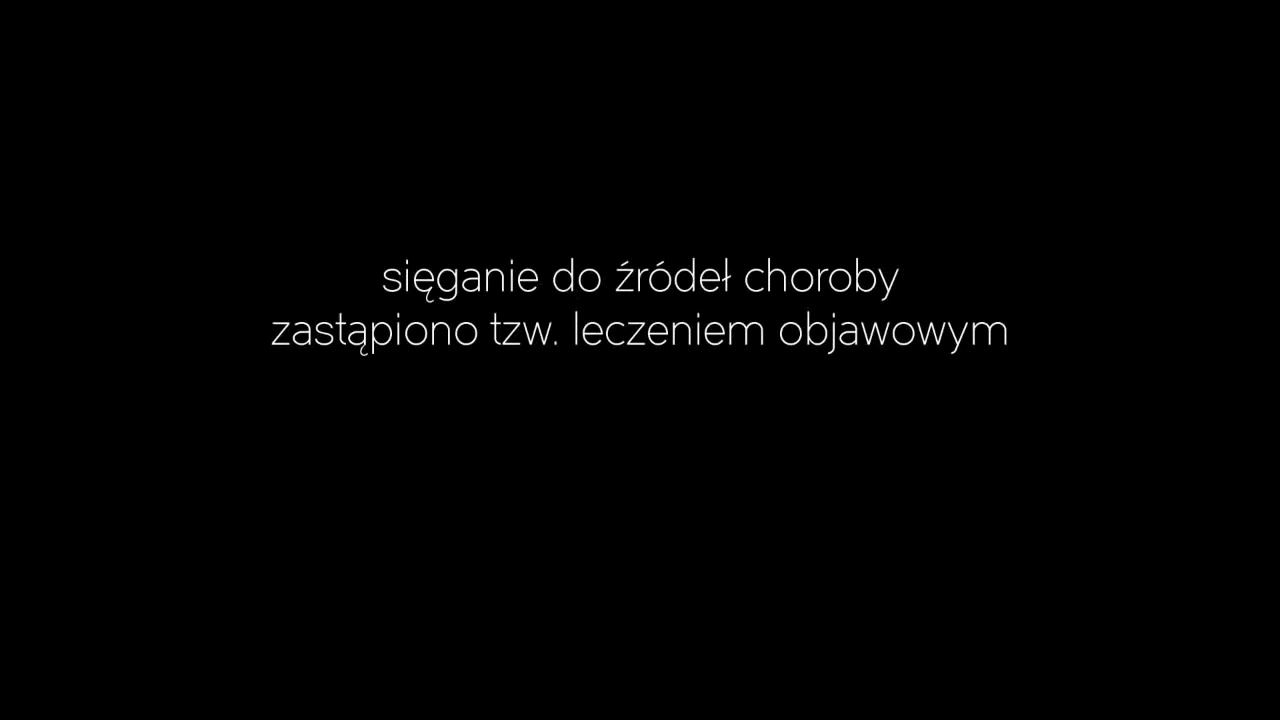 sięganie do źródeł choroby
zastąpiono tzw. leczeniem objawowym